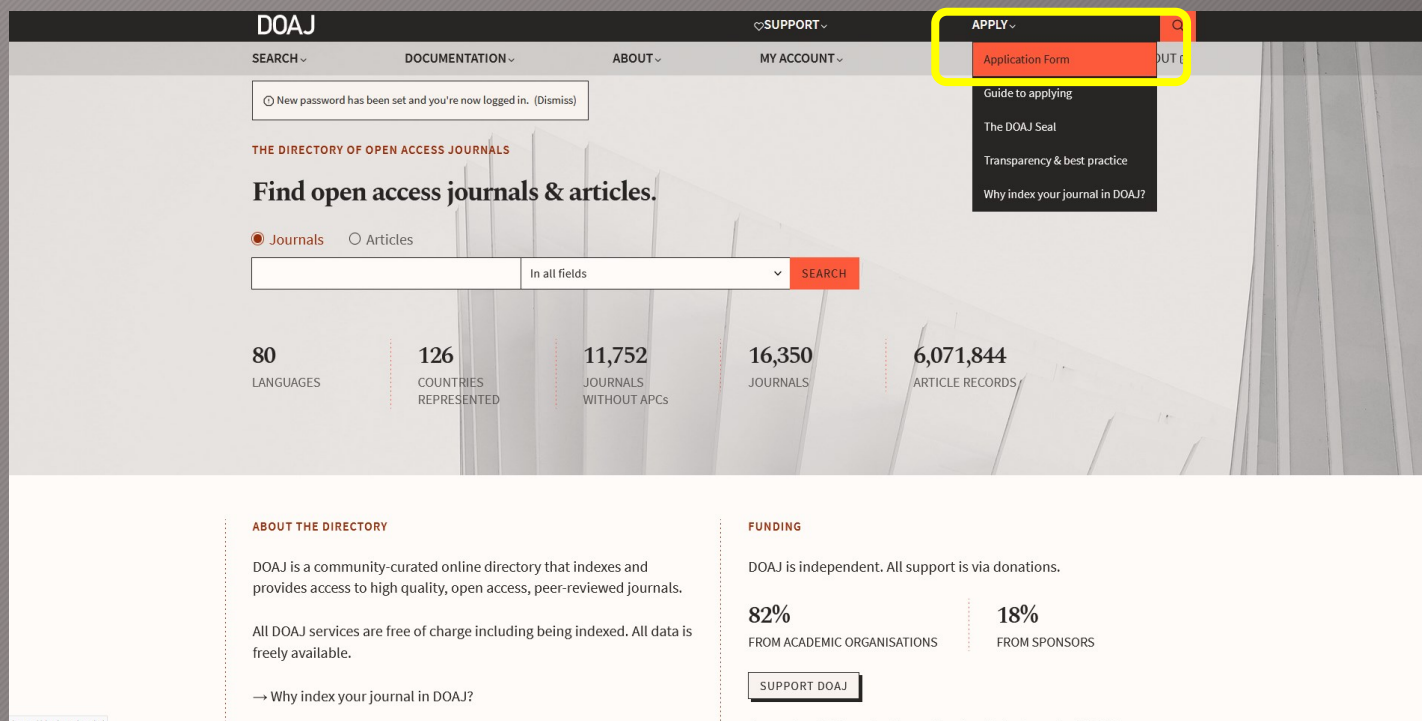 DOAJ
SUPPORT
APPLY
SEARCH
DOCUMENTATION
ABOUT
MY ACCOUNT
Application Form
Guide to applying
The DOAJ Seal
Transparency & best practice
Why index your journal in DOAJ?
New password has been set and you're now logged in. (Dismiss)
THE DIRECTORY OF OPEN ACCESS JOURNALS
Find open access journals & articles.
Journals Articles
In all fields SEARCH
80
LANGUAGES
126
COUNTRIES
REPRESENTED
11,752
JOURNALS
WITHOUT APCs
16,350
JOURNALS
6,071,844
ARTICLE RECORDS
ABOUT THE DIRECTORY
DOAJ is a community-curated online directory that indexes and
provides access to high quality, open access, peer-reviewed journals.
All DOAJ services are free of charge including being indexed. All data is
freely available.
→ Why index your journal in DOAJ?
FUNDING
DOAJ is independent. All support is via donations.
82%
FROM ACADEMIC ORGANISATIONS
18%
FROM SPONSORS
SUPPORT DOAJ